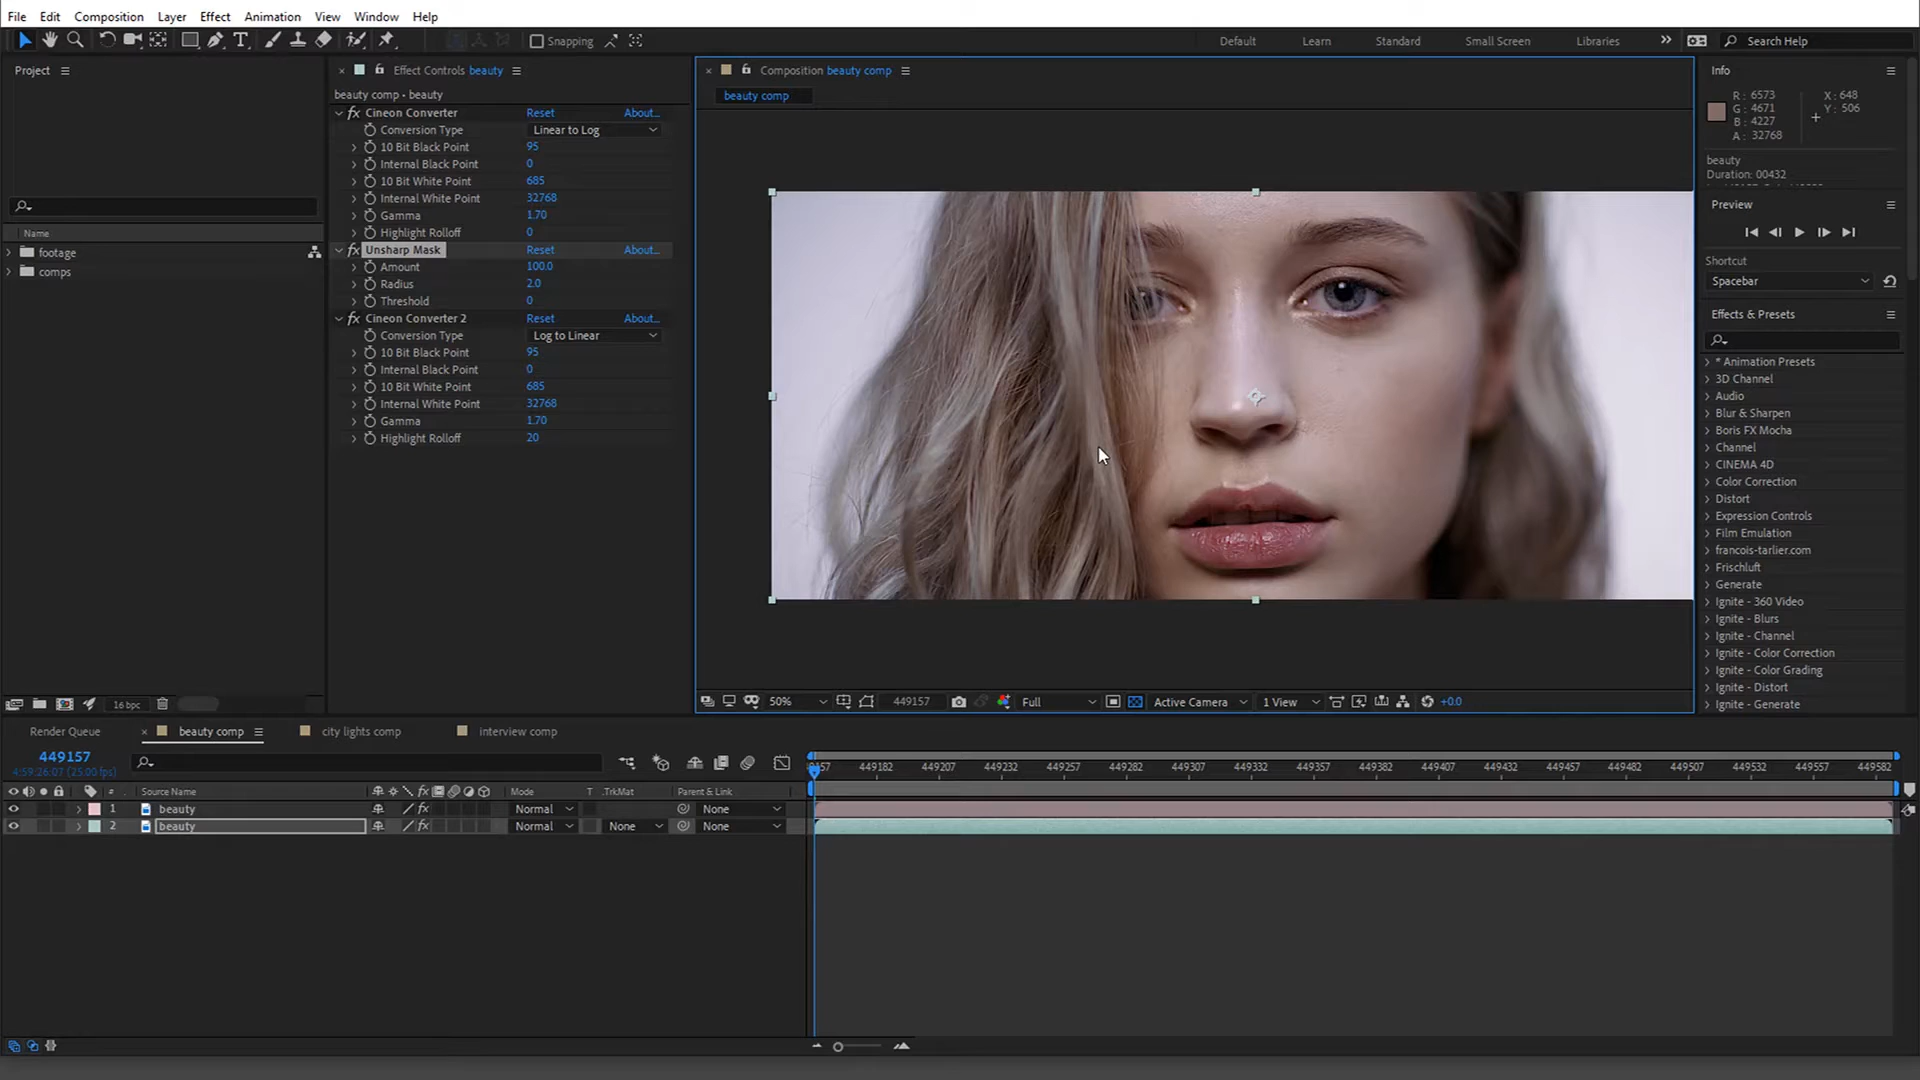 File Edit Composition Layer Effect Animation View Window Help
Snapping Default Learn Standard Small Screen Libraries Search Help
Project
Name
footage
comps
16 bpc
Effect Controls beauty
beauty comp • beauty
Cineon Converter Reset About...
Conversion Type Linear to Log
10 Bit Black Point 95
Internal Black Point 0
10 Bit White Point 685
Internal White Point 32768
Gamma 1.70
Highlight Rolloff 0
Unsharp Mask Reset About...
Amount 100.0
Radius 2.0
Threshold 0
Cineon Converter 2 Reset About...
Conversion Type Log to Linear
10 Bit Black Point 95
Internal Black Point 0
10 Bit White Point 685
Internal White Point 32768
Gamma 1.70
Highlight Rolloff 20
Composition beauty comp
beauty comp
50% 449157 Full Active Camera 1 View +0.0
Info
R : 6573 X : 648
G : 4671 Y : 506
B : 4227
A : 32768
beauty
Duration: 00432
Preview
Shortcut
Spacebar
Effects & Presets
* Animation Presets
3D Channel
Audio
Blur & Sharpen
Boris FX Mocha
Channel
CINEMA 4D
Color Correction
Distort
Expression Controls
Film Emulation
francois-tarlier.com
Frischluft
Generate
Ignite - 360 Video
Ignite - Blurs
Ignite - Channel
Ignite - Color Correction
Ignite - Color Grading
Ignite - Distort
Ignite - Generate
Render Queue beauty comp city lights comp interview comp
449157
4:59:26:07 (25.00 fps)
9157 449182 449207 449232 449257 449282 449307 449332 449357 449382 449407 449432 449457 449482 449507 449532 449557 449582
# Source Name Mode T .TrkMat Parent & Link
1 beauty Normal None
2 beauty Normal None None